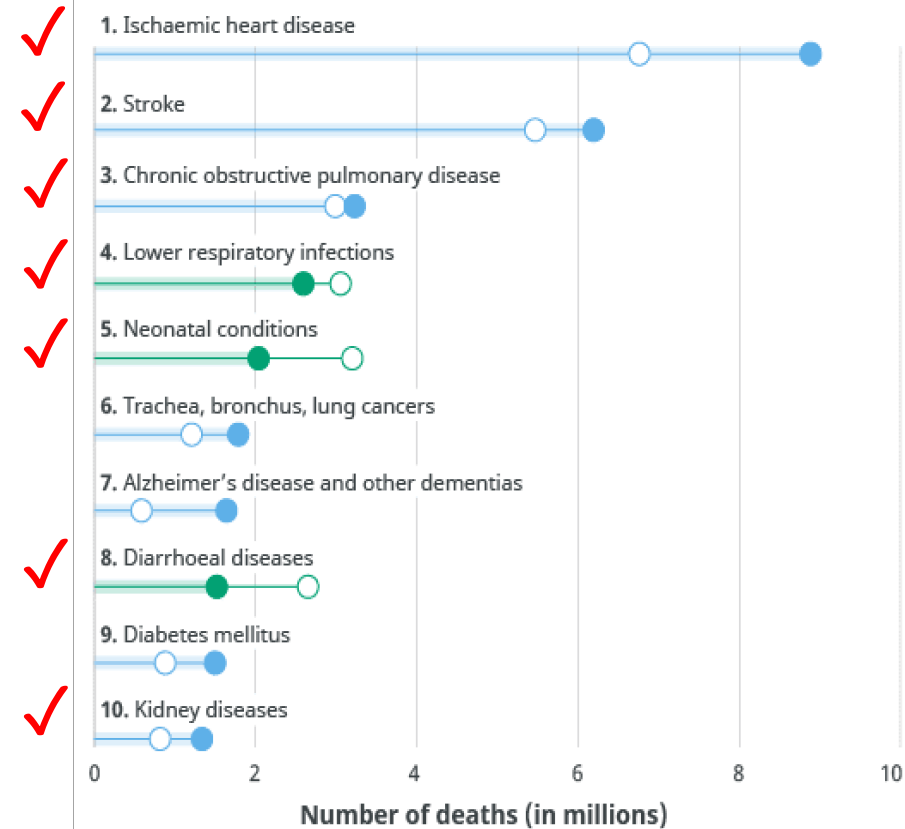 1. Ischaemic heart disease
2. Stroke
3. Chronic obstructive pulmonary disease
4. Lower respiratory infections
5. Neonatal conditions
6. Trachea, bronchus, lung cancers
7. Alzheimer’s disease and other dementias
8. Diarrhoeal diseases
9. Diabetes mellitus
10. Kidney diseases
0 2 4 6 8 10
Number of deaths (in millions)